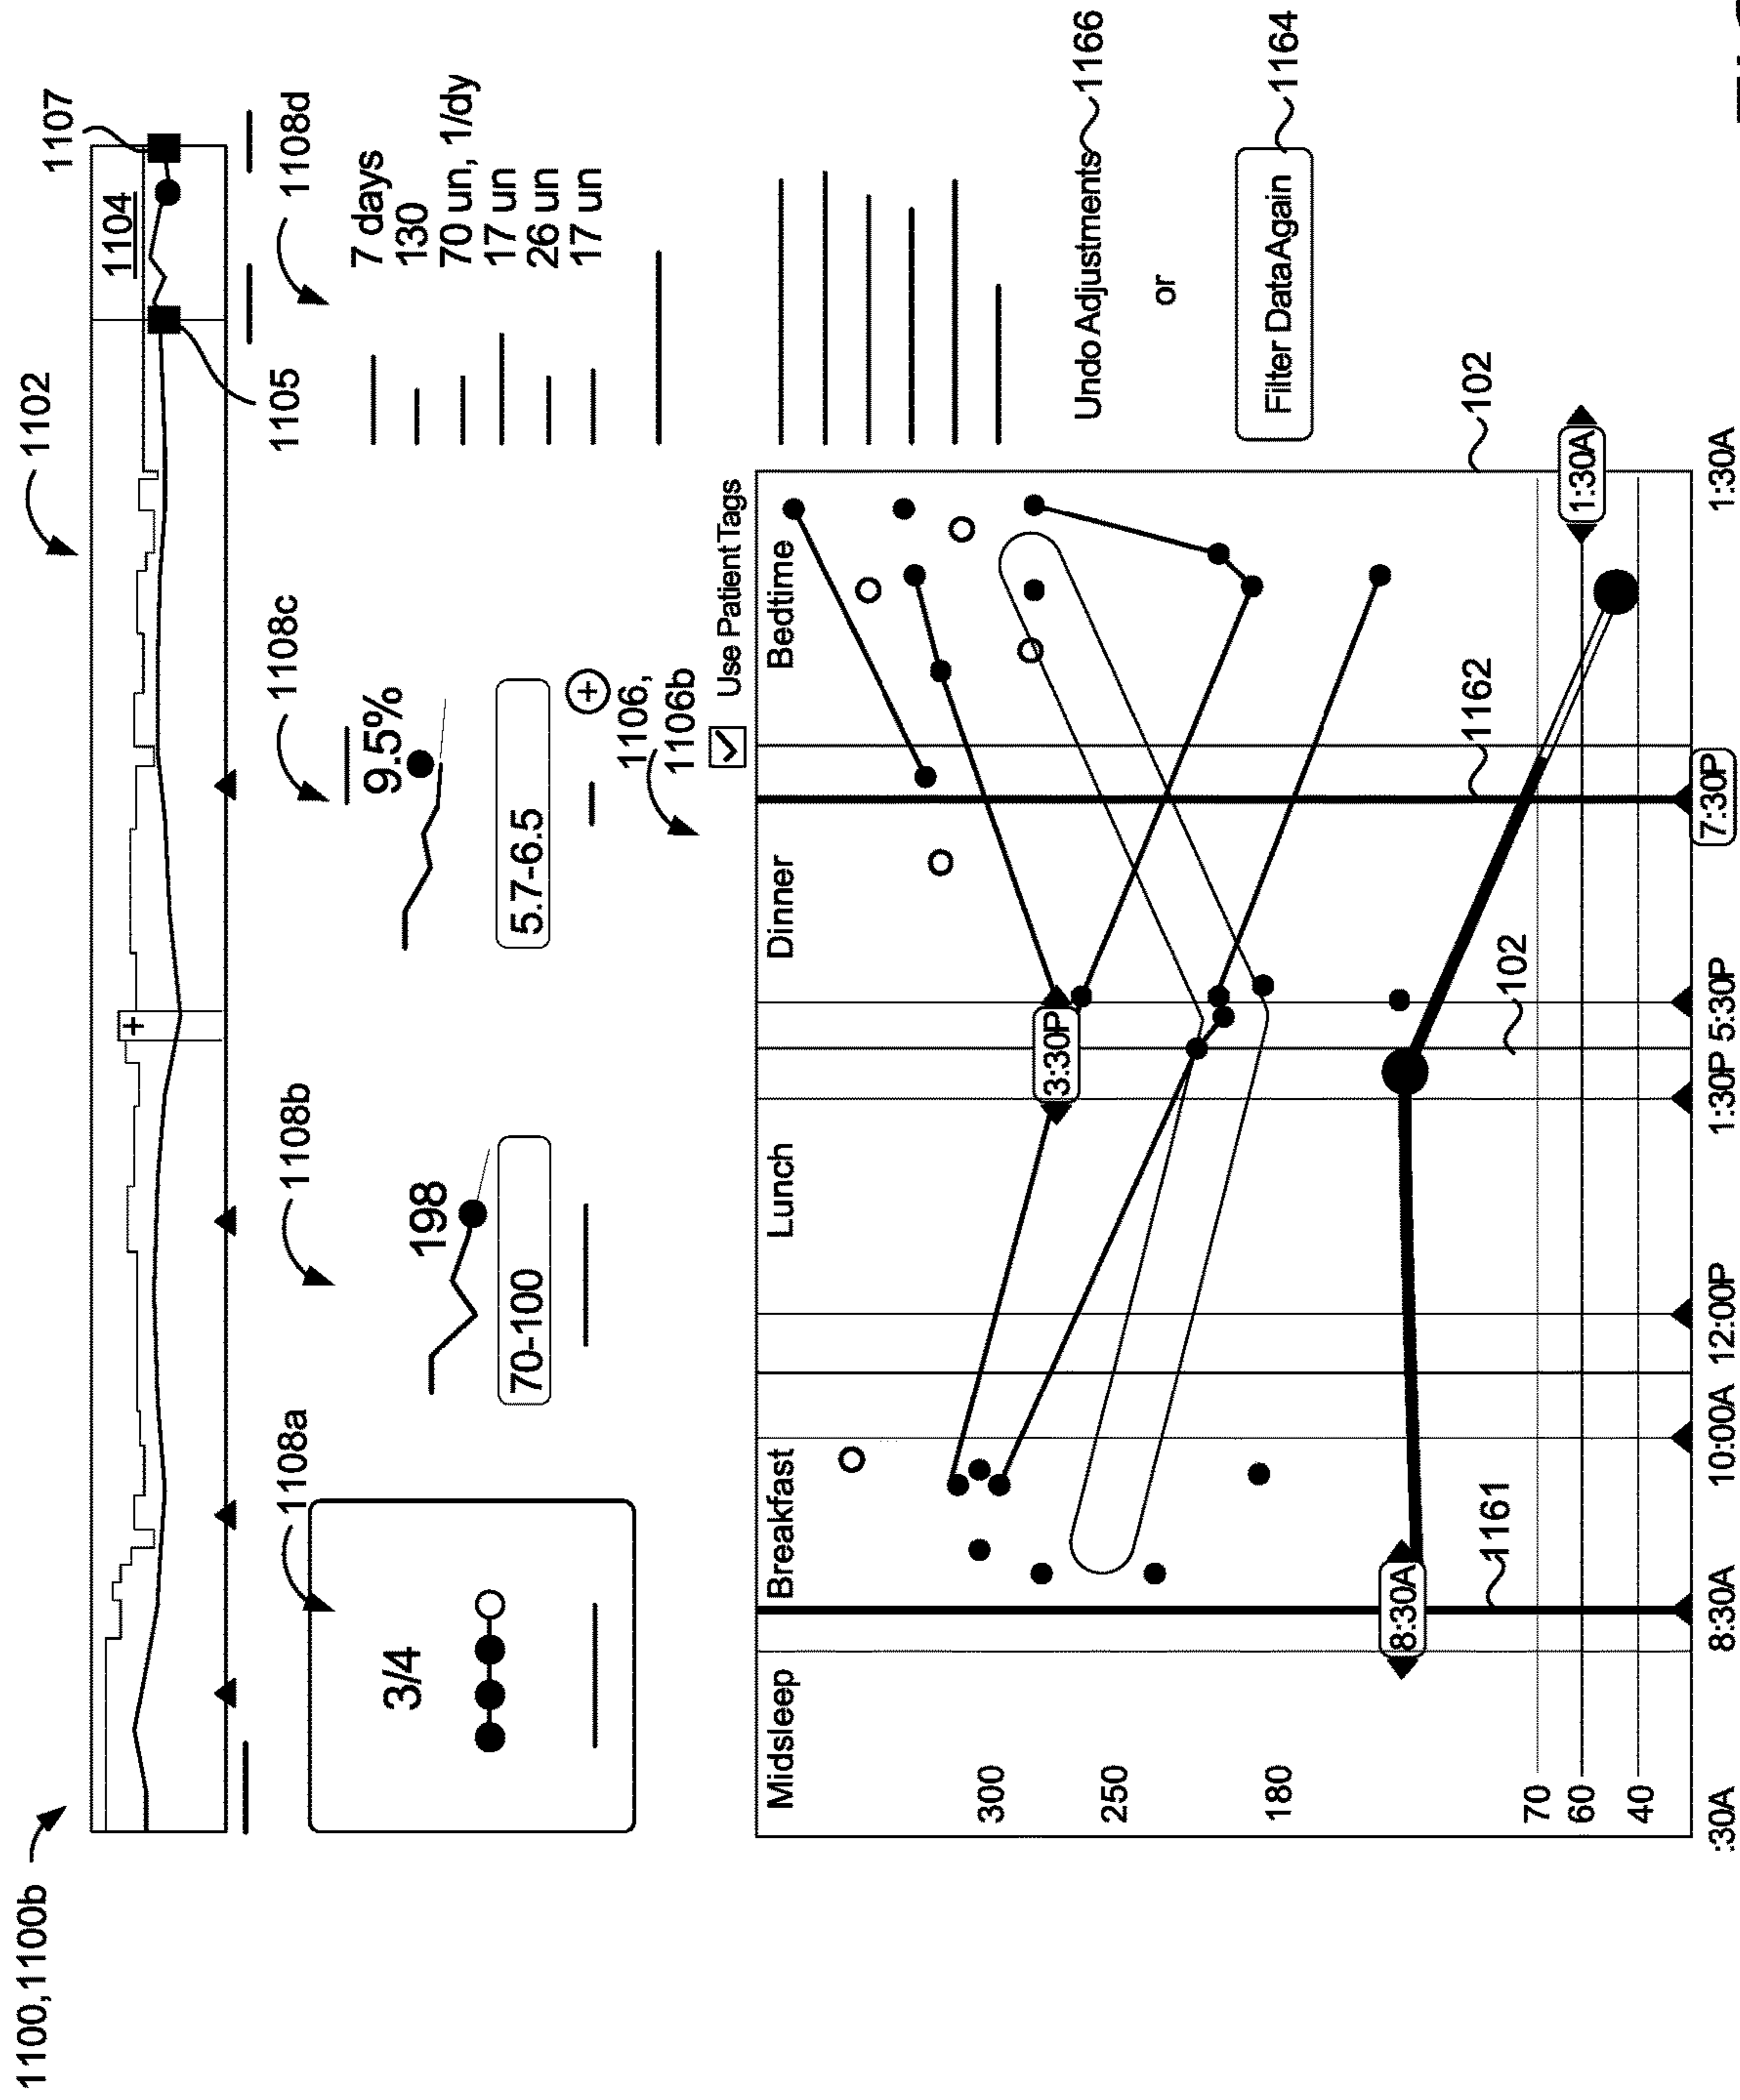 1100,1100b
1102
1107
1104
1105
1108a
1108b
1108c
1108d
3/4
198
70-100
9.5%
5.7-6.5
+
+
7 days
130
70 un, 1/dy
17 un
26 un
17 un
1106,
1106b
Use Patient Tags
Midsleep
Breakfast
Lunch
Dinner
Bedtime
300
250
180
70
60
40
3:30P
8:30A
1:30A
1161
102
1162
102
Undo Adjustments
1166
or
Filter DataAgain
1164
:30A
8:30A
10:00A
12:00P
1:30P
5:30P
7:30P
1:30A